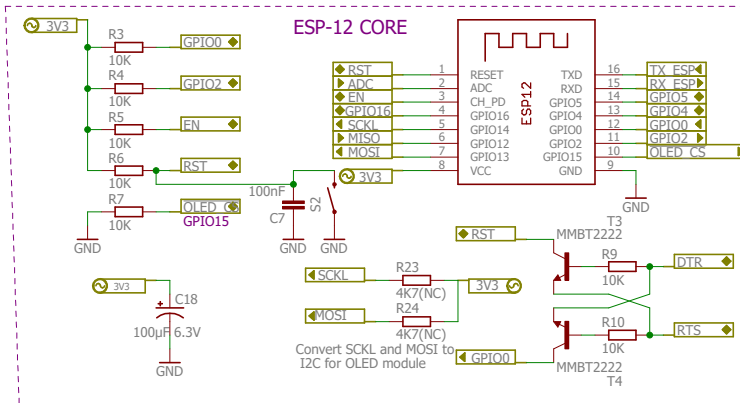 ESP-12 CORE
3V3
R3
10K
GPIO0
R4
10K
GPIO2
R5
10K
EN
R6
10K
RST
R7
10K
OLED_CS
GPIO15
GND
100nF
C7
GND
S2
GND
3V3
C18
100µF 6.3V
GND
RST
ADC
EN
GPIO16
SCKL
MISO
MOSI
3V3
1
2
3
4
5
6
7
8
RESET
ADC
CH_PD
GPIO16
GPIO14
GPIO12
GPIO13
VCC
ESP12
TXD
RXD
GPIO5
GPIO4
GPIO0
GPIO2
GPIO15
GND
16
15
14
13
12
11
10
9
TX_ESP
RX_ESP
GPIO5
GPIO4
GPIO0
GPIO2
OLED_CS
GND
SCKL
R23
4K7(NC)
3V3
MOSI
R24
4K7(NC)
Convert SCKL and MOSI to
I2C for OLED module
T3
MMBT2222
RST
R9
10K
DTR
R10
10K
RTS
GPIO0
MMBT2222
T4